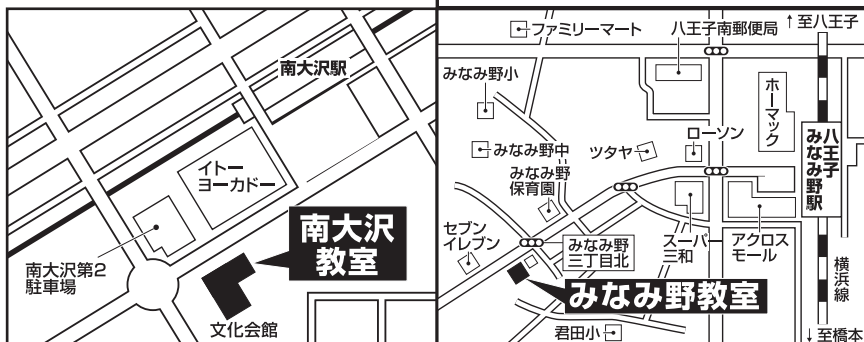 南大沢駅
イトー
ヨーカドー
南大沢第2
駐車場
南大沢
教室
文化会館
ファミリーマート
八王子南郵便局
↑至八王子
みなみ野小
ホーマック
みなみ野中
ツタヤ
ローソン
八王子
みなみ野駅
みなみ野
保育園
セブン
イレブン
みなみ野
三丁目北
スーパー
三和
アクロス
モール
横浜線
みなみ野教室
君田小
↓至橋本